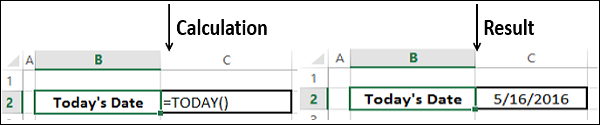 Calculation Result
A B C A B C
1 1
2 Today's Date =TODAY() 2 Today's Date 5/16/2016